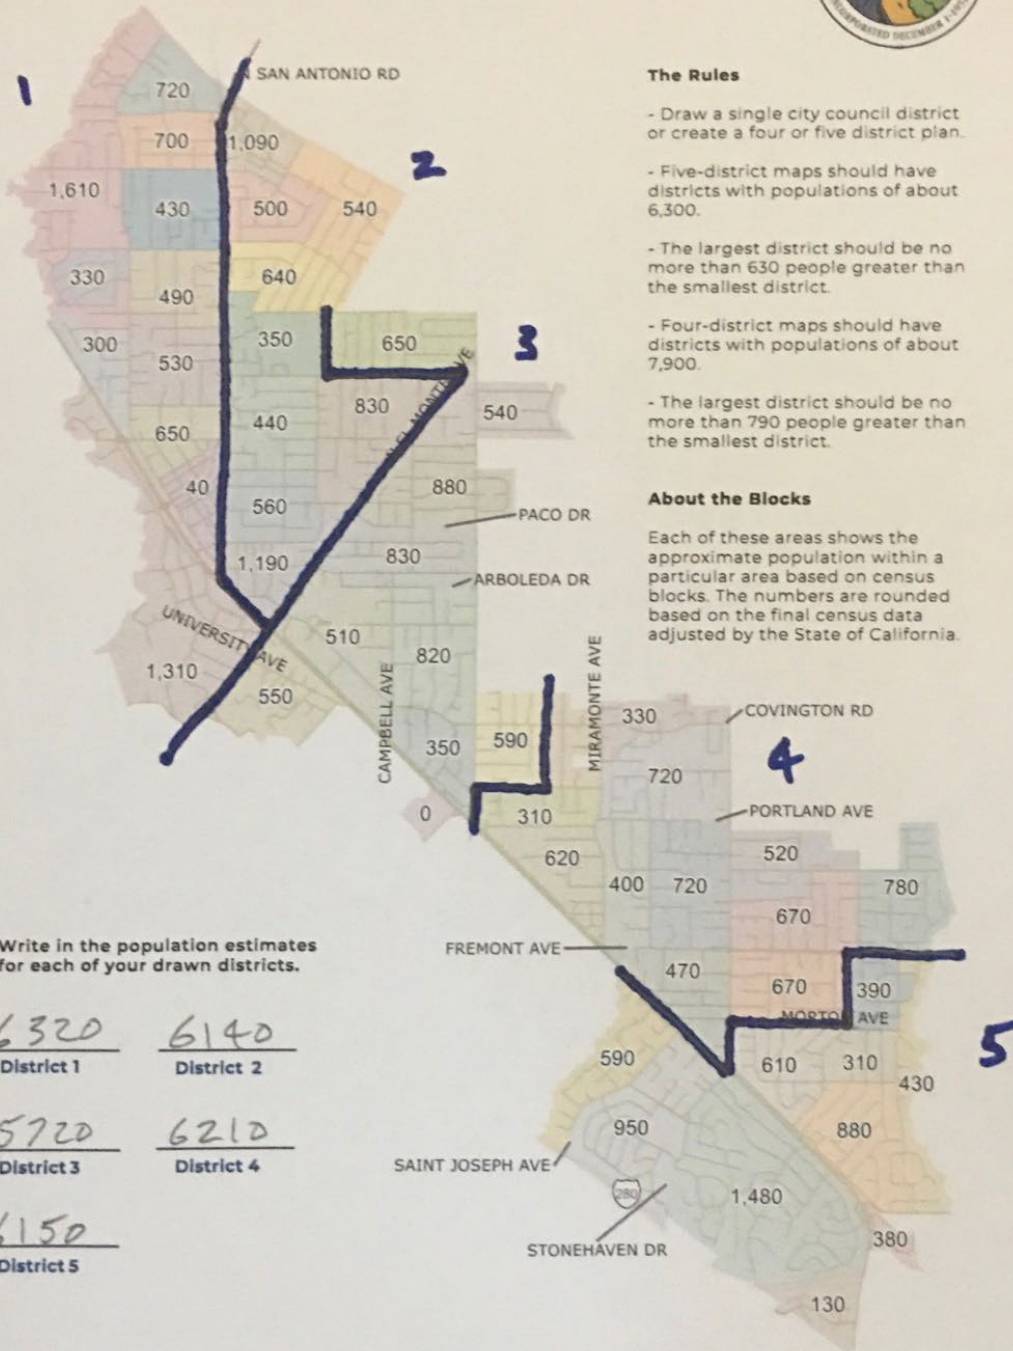 INCORPORATED DECEMBER 1
1
SAN ANTONIO RD
720
700
1,090
2
1,610
430
500
540
330
490
640
300
530
350
650
3
830
540
650
440
40
560
880
PACO DR
1,190
830
ARBOLEDA DR
UNIVERSITY AVE
510
820
1,310
550
CAMPBELL AVE
350
590
MIRAMONTE AVE
330
COVINGTON RD
720
4
0
310
PORTLAND AVE
620
520
400
720
780
670
FREMONT AVE
470
670
390
MORTON AVE
5
590
610
310
430
950
880
SAINT JOSEPH AVE
280
1,480
STONEHAVEN DR
380
130
The Rules
- Draw a single city council district
or create a four or five district plan.
- Five-district maps should have
districts with populations of about
6,300.
- The largest district should be no
more than 630 people greater than
the smallest district.
- Four-district maps should have
districts with populations of about
7,900.
- The largest district should be no
more than 790 people greater than
the smallest district.
About the Blocks
Each of these areas shows the
approximate population within a
particular area based on census
blocks. The numbers are rounded
based on the final census data
adjusted by the State of California.
Write in the population estimates
for each of your drawn districts.
6320 6140
District 1 District 2
5720 6210
District 3 District 4
6150
District 5